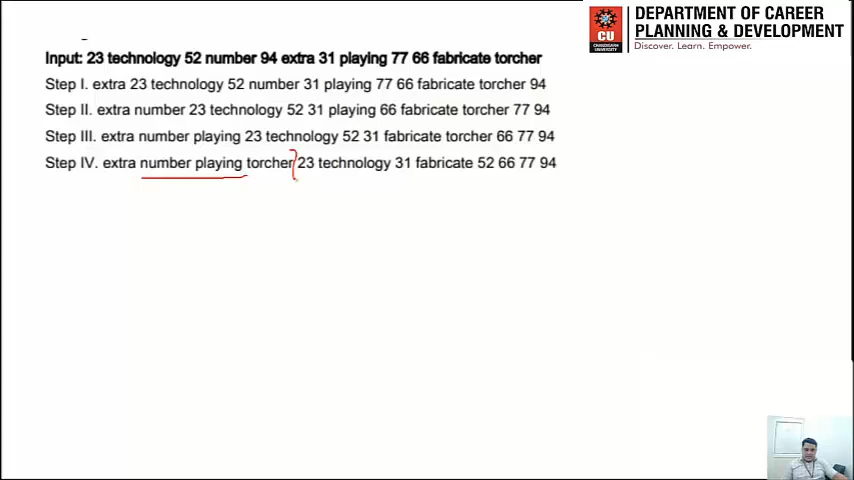 DEPARTMENT OF CAREER
PLANNING & DEVELOPMENT
Discover. Learn. Empower.
CU
CHANDIGARH
UNIVERSITY
Input: 23 technology 52 number 94 extra 31 playing 77 66 fabricate torcher
Step I. extra 23 technology 52 number 31 playing 77 66 fabricate torcher 94
Step II. extra number 23 technology 52 31 playing 66 fabricate torcher 77 94
Step III. extra number playing 23 technology 52 31 fabricate torcher 66 77 94
Step IV. extra number playing torcher 23 technology 31 fabricate 52 66 77 94